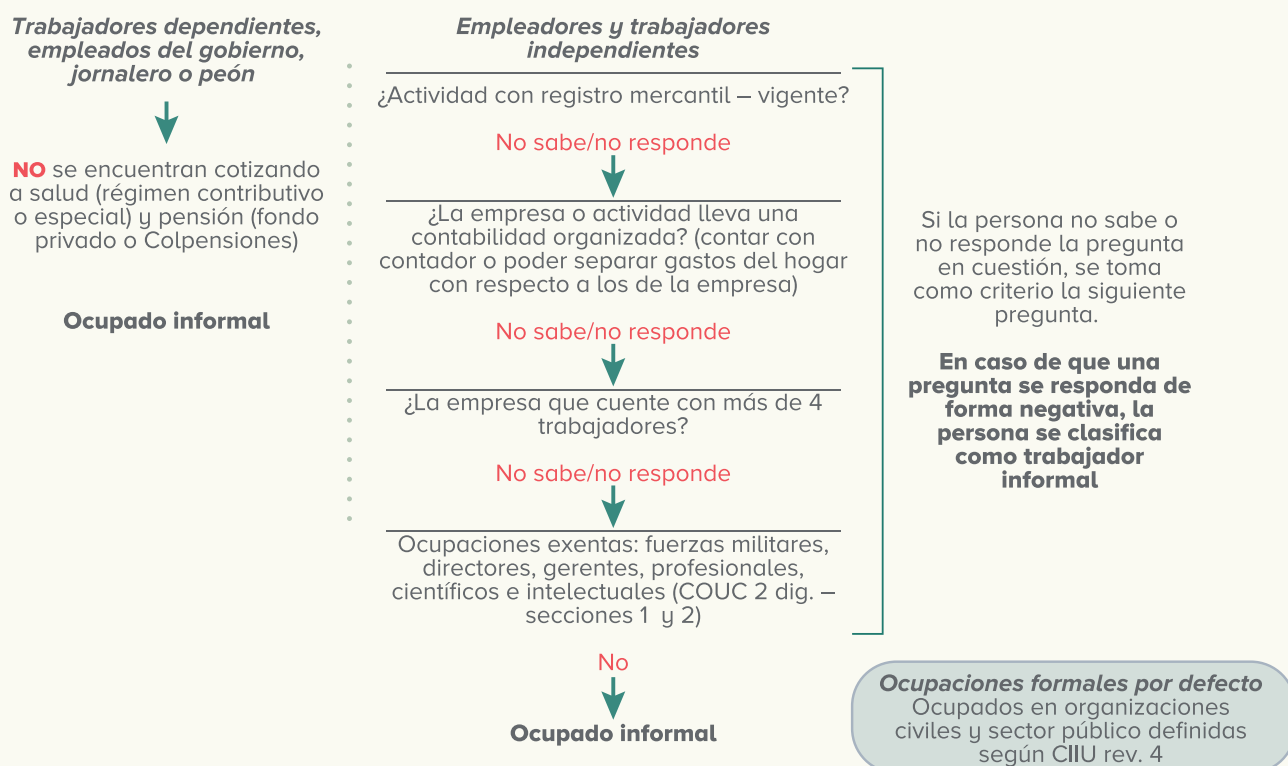 Trabajadores dependientes,
empleados del gobierno,
jornalero o peón
NO se encuentran cotizando
a salud (régimen contributivo
o especial) y pensión (fondo
privado o Colpensiones)
Ocupado informal
Empleadores y trabajadores
independientes
¿Actividad con registro mercantil – vigente?
No sabe/no responde
¿La empresa o actividad lleva una
contabilidad organizada? (contar con
contador o poder separar gastos del hogar
con respecto a los de la empresa)
No sabe/no responde
¿La empresa que cuente con más de 4
trabajadores?
No sabe/no responde
Ocupaciones exentas: fuerzas militares,
directores, gerentes, profesionales,
científicos e intelectuales (COUC 2 dig. –
secciones 1 y 2)
No
Ocupado informal
Si la persona no sabe o
no responde la pregunta
en cuestión, se toma
como criterio la siguiente
pregunta.
En caso de que una
pregunta se responda de
forma negativa, la
persona se clasifica
como trabajador
informal
Ocupaciones formales por defecto
Ocupados en organizaciones
civiles y sector público definidas
según CIIU rev. 4